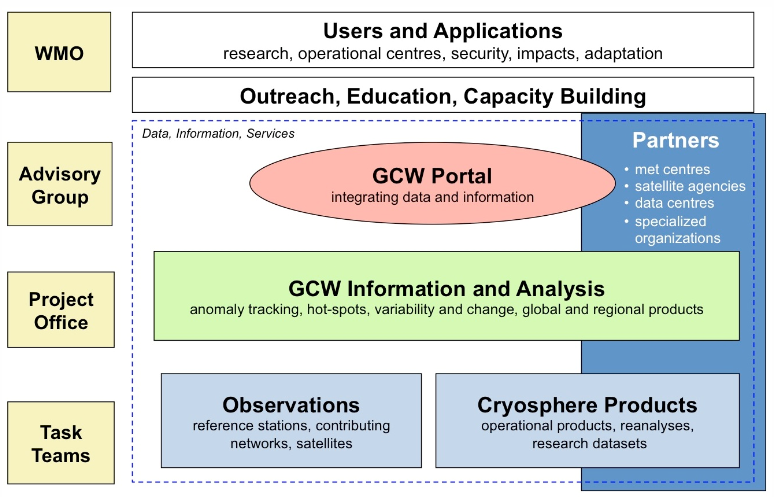 WMO
Users and Applications
research, operational centres, security, impacts, adaptation
Outreach, Education, Capacity Building
Data, Information, Services
Partners
• met centres
• satellite agencies
• data centres
• specialized
organizations
Advisory
Group
GCW Portal
integrating data and information
Project
Office
GCW Information and Analysis
anomaly tracking, hot-spots, variability and change, global and regional products
Task
Teams
Observations
reference stations, contributing
networks, satellites
Cryosphere Products
operational products, reanalyses,
research datasets